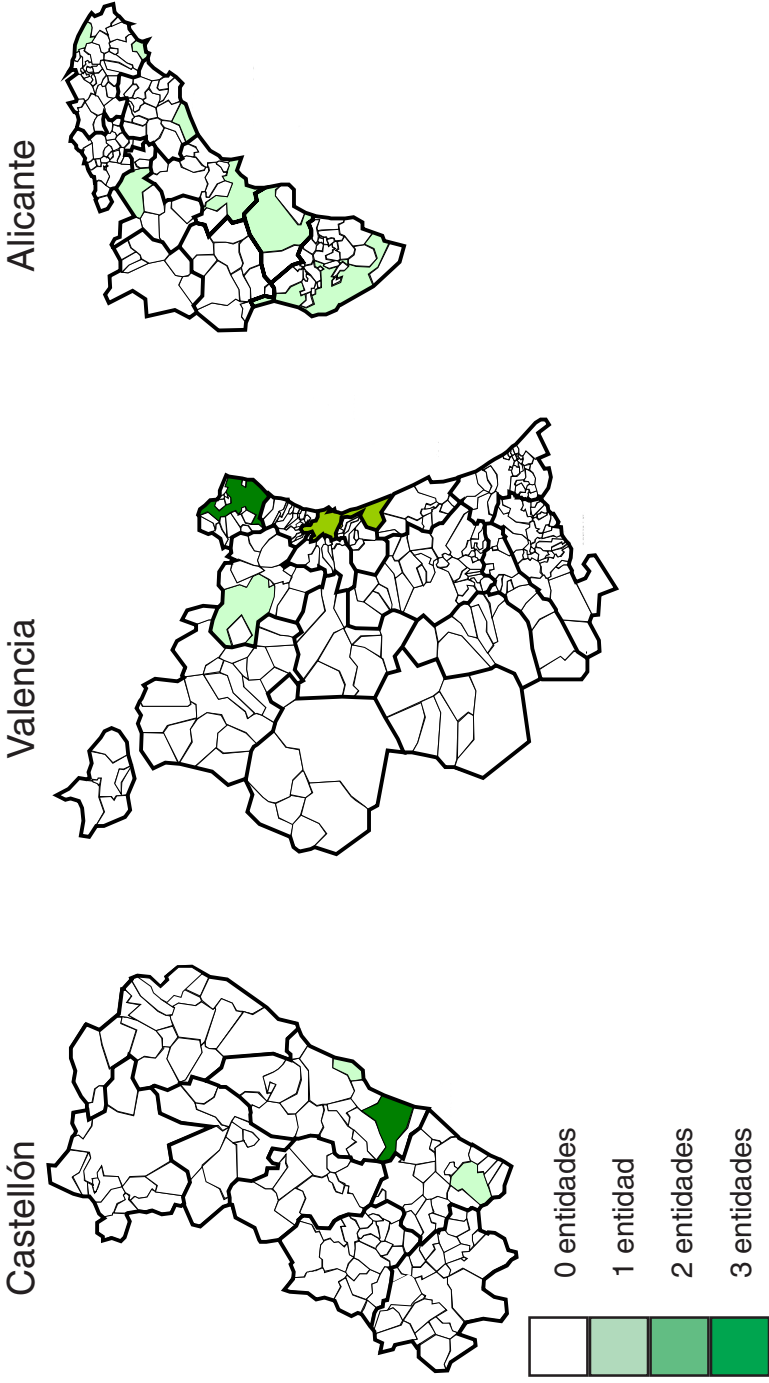 Castellón
Valencia
Alicante
0 entidades
1 entidad
2 entidades
3 entidades